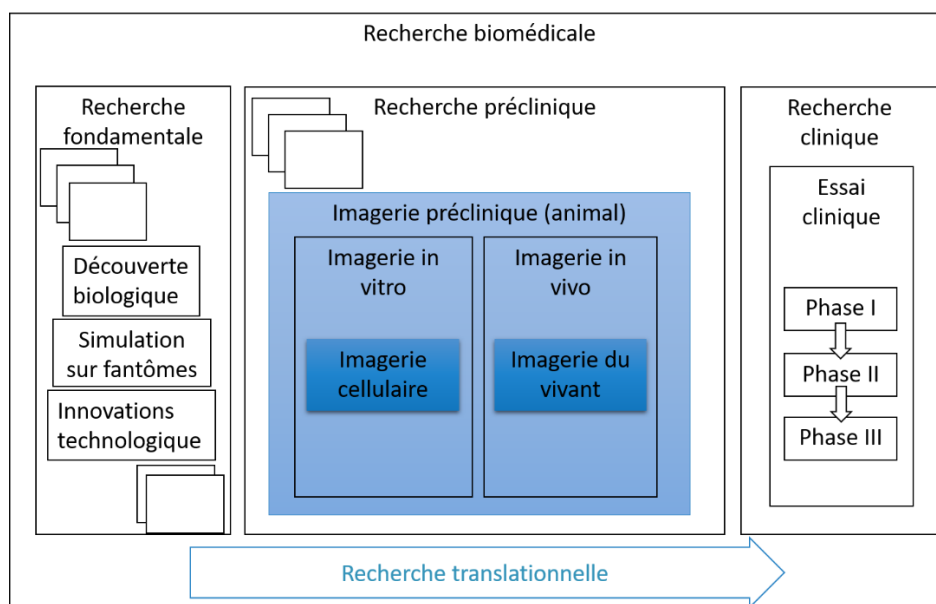 Recherche biomédicale
Recherche
fondamentale
Découverte
biologique
Simulation
sur fantômes
Innovations
technologique
Recherche préclinique
Imagerie préclinique (animal)
Imagerie in
vitro
Imagerie
cellulaire
Imagerie in
vivo
Imagerie du
vivant
Recherche
clinique
Essai
clinique
Phase I
Phase II
Phase III
Recherche translationnelle